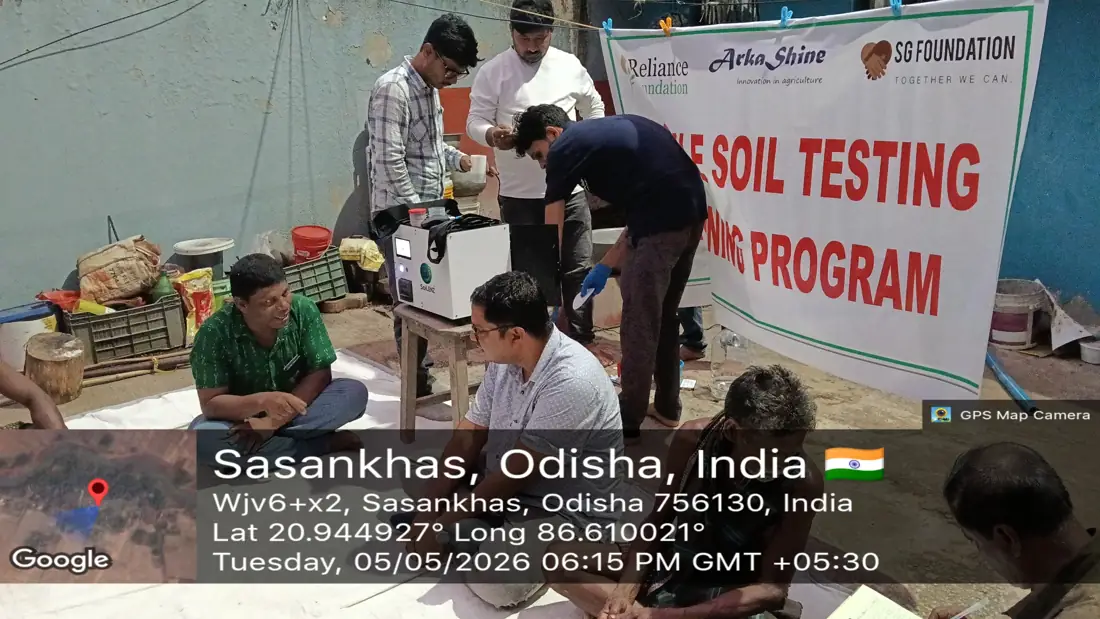 Reliance
Foundation
Arka Shine
innovation in agriculture
SG FOUNDATION
TOGETHER WE CAN.
SOIL TESTING
PROGRAM
GPS Map Camera
Sasankhas, Odisha, India
Wjv6+x2, Sasankhas, Odisha 756130, India
Lat 20.944927° Long 86.610021°
Tuesday, 05/05/2026 06:15 PM GMT +05:30
Google